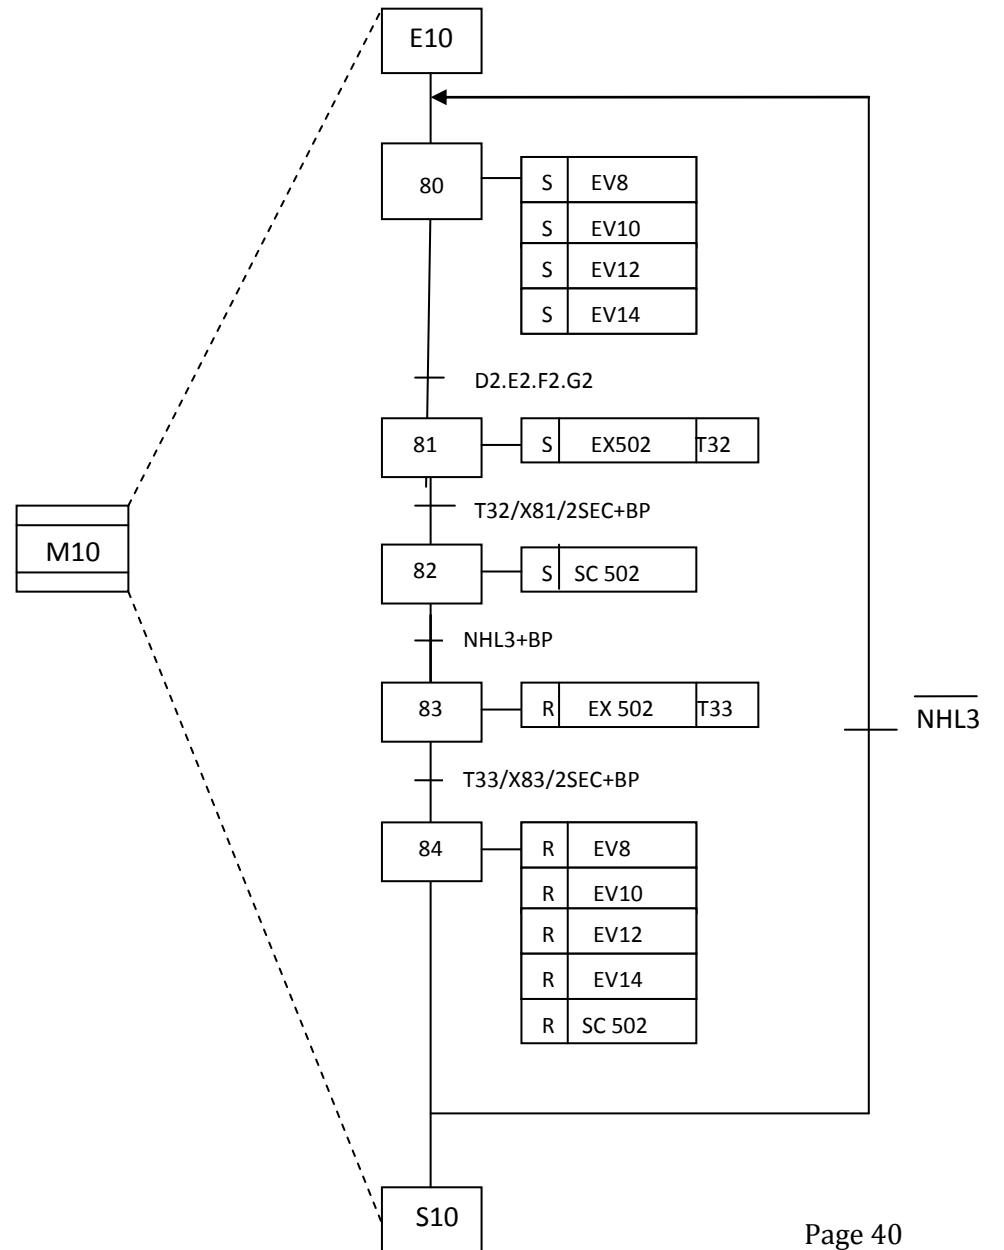 E10
80
S EV8
S EV10
S EV12
S EV14
D2.E2.F2.G2
81
S EX502 T32
T32/X81/2SEC+BP
M10
82
S SC 502
NHL3+BP
83
R EX 502 T33
NHL3
T33/X83/2SEC+BP
84
R EV8
R EV10
R EV12
R EV14
R SC 502
S10
Page 40